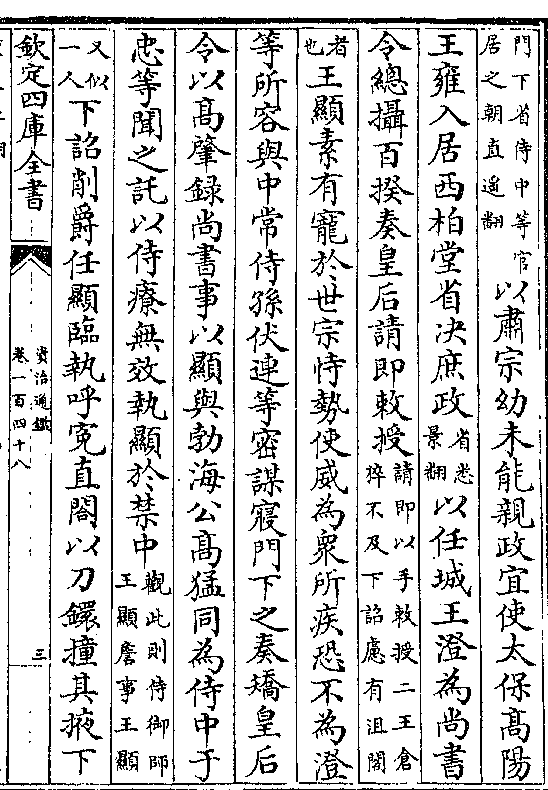 門下省侍中等官
居之朝直遥翻
以肅宗幼未能親政宜使太保髙陽
王雍入居西柏堂省决庶政
省悉
景翻
以任城王澄為尚書
令總攝百揆奏皇后請即敕授
請即以手敕授二王倉
猝不及下詔慮有沮閣
者
也
王顯素有寵於世宗恃勢使威為衆所疾恐不為澄
等所容與中常侍孫伏連等密謀寢門下之奏矯皇后
令以髙肇録尚書事以顯與勃海公髙猛同為侍中于
忠等聞之託以侍療無效執顯於禁中
觀此則侍御師
王顯詹事王顯
又似
一人
下詔削爵任顯臨執呼寃直閤以刀鐶撞其掖下
欽定四庫全書
資治通鑑
卷一百四十八
三